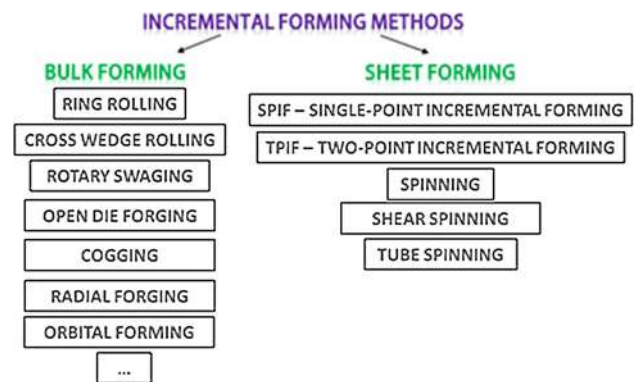 INCREMENTAL FORMING METHODS
BULK FORMING
RING ROLLING
CROSS WEDGE ROLLING
ROTARY SWAGING
OPEN DIE FORGING
COGGING
RADIAL FORGING
ORBITAL FORMING
...
SHEET FORMING
SPIF – SINGLE-POINT INCREMENTAL FORMING
TPIF – TWO-POINT INCREMENTAL FORMING
SPINNING
SHEAR SPINNING
TUBE SPINNING